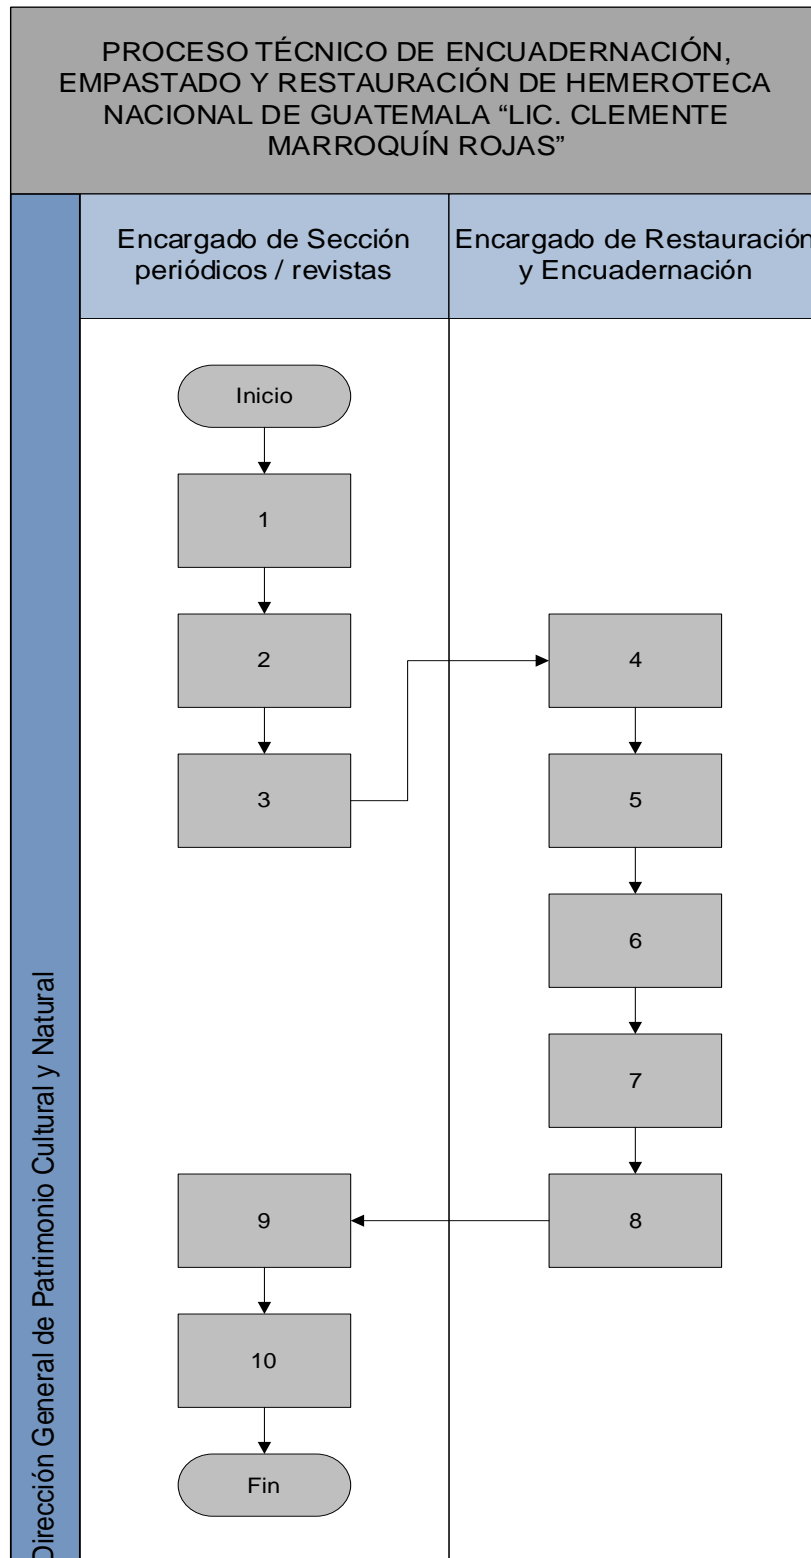 PROCESO TÉCNICO DE ENCUADERNACIÓN,
EMPASTADO Y RESTAURACIÓN DE HEMEROTECA
NACIONAL DE GUATEMALA “LIC. CLEMENTE
MARROQUÍN ROJAS”
Encargado de Sección
periódicos / revistas
Encargado de Restauración
y Encuadernación
Dirección General de Patrimonio Cultural y Natural
Inicio
1
2
3
4
5
6
7
8
9
10
Fin